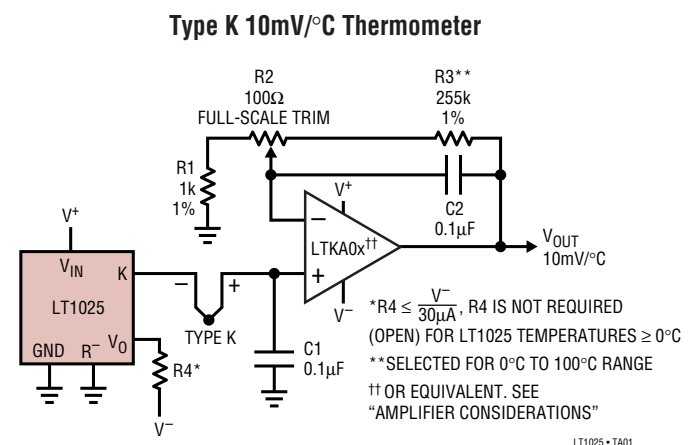 Type K 10mV/°C Thermometer
R2
100Ω
FULL-SCALE TRIM
R3**
255k
1%
R1
1k
1%
C2
0.1µF
V+
V+
–
LTKA0x††
+
V–
VOUT
10mV/°C
VIN
K
LT1025
GND
R–
VO
–
+
TYPE K
R4*
V–
C1
0.1µF
*R4 ≤ V–/30µA, R4 IS NOT REQUIRED
(OPEN) FOR LT1025 TEMPERATURES ≥ 0°C
**SELECTED FOR 0°C TO 100°C RANGE
†† OR EQUIVALENT. SEE
“AMPLIFIER CONSIDERATIONS”
LT1025 • TA01